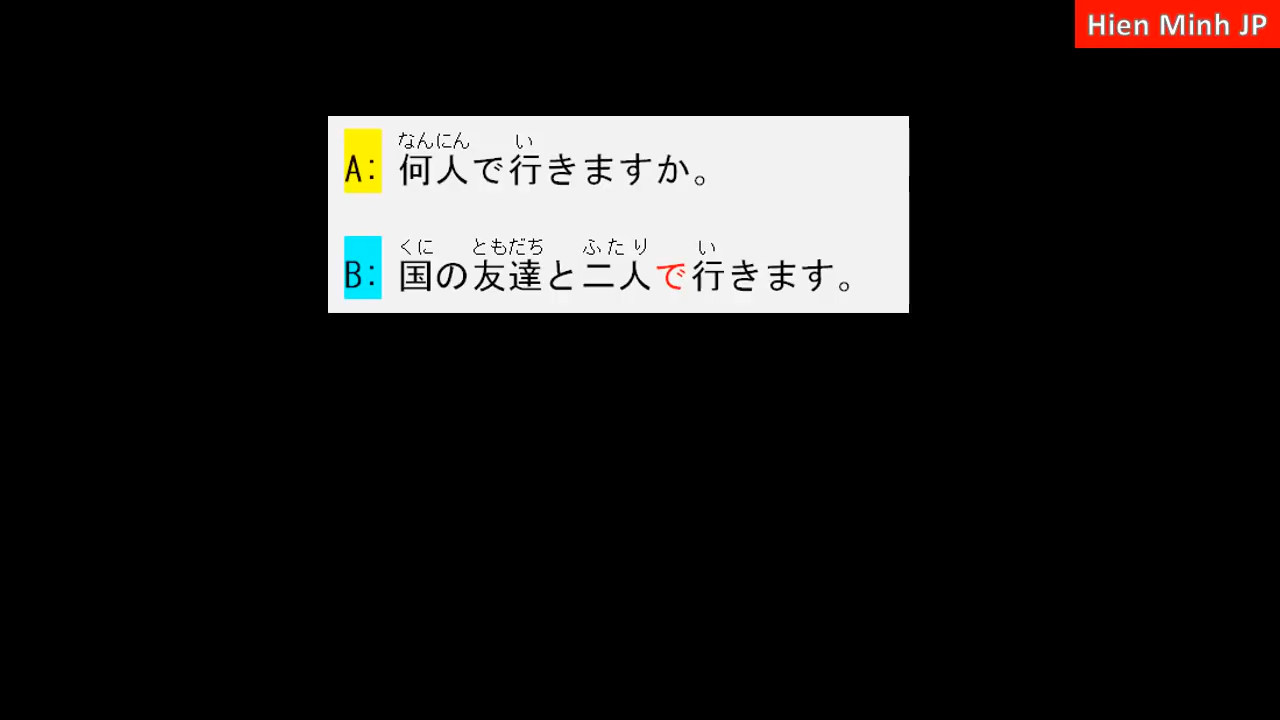 Hien Minh JP
なんにん い
A: 何人で行きますか。
くに ともだち ふたり い
B: 国の友達と二人で行きます。